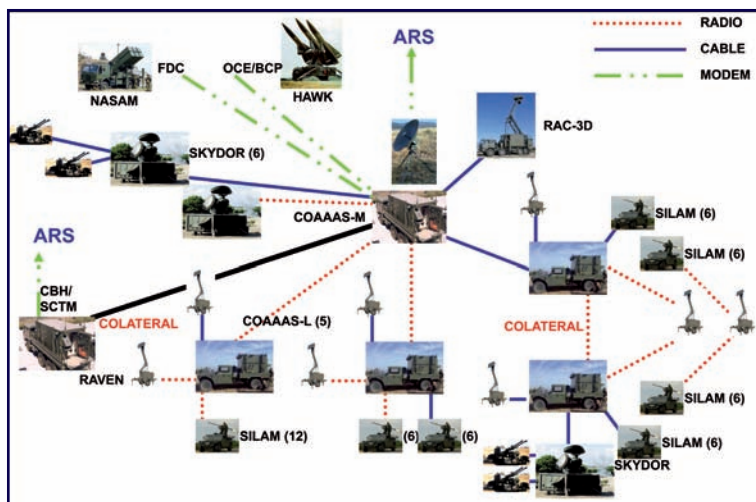 ARS
RADIO
CABLE
MODEM
FDC
OCE/BCP
NASAM
HAWK
RAC-3D
SKYDOR (6)
COAAAS-M
SILAM (6)
SILAM (6)
ARS
CBH/
SCTM
COLATERAL
COAAAS-L (5)
COLATERAL
RAVEN
SILAM (6)
SILAM (12)
(6)
(6)
SILAM (6)
SKYDOR